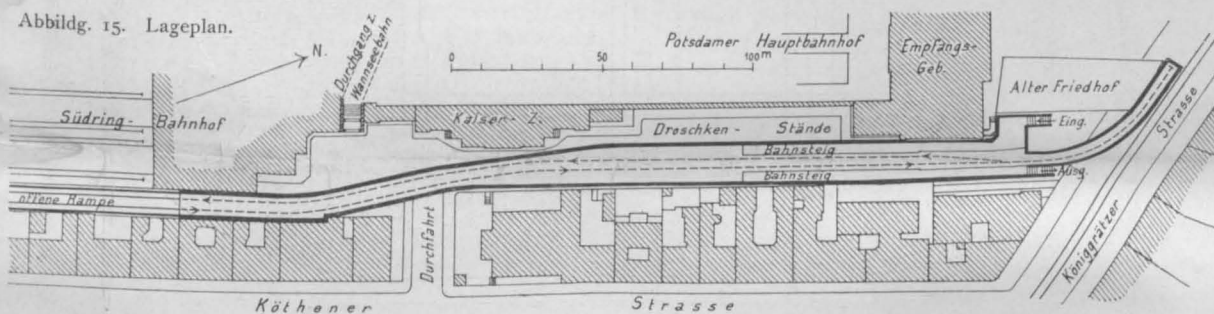 Abbildg. 15. Lageplan.
N.
Durchgang z.
Wannseebahn
0 50 100 m
Potsdamer Hauptbahnhof
Empfangs-
Geb.
Alter Friedhof
Südring-Bahnhof
Kaiser-Z.
Droschken-Stände
Eing.
Strasse
Bahnsteig
Bahnsteig
Ausg.
offene Rampe
Durchfahrt
Königgrätzer
Köthener Strasse